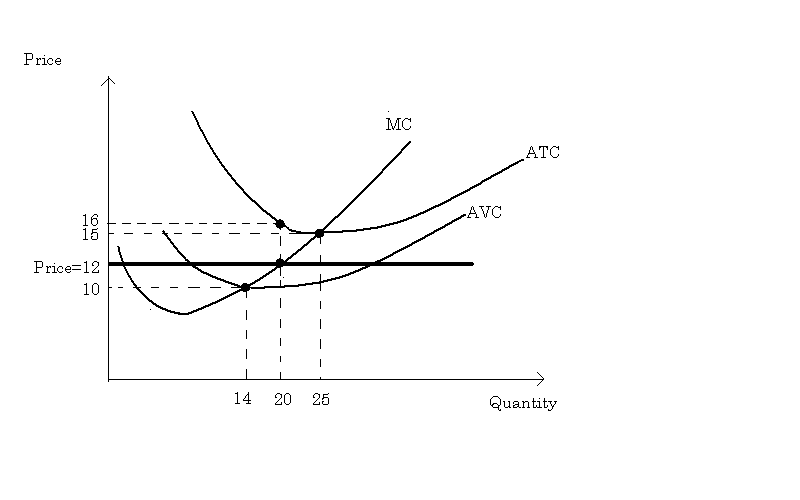 Price
MC
ATC
AVC
16
15
Price=12
10
14 20 25
Quantity